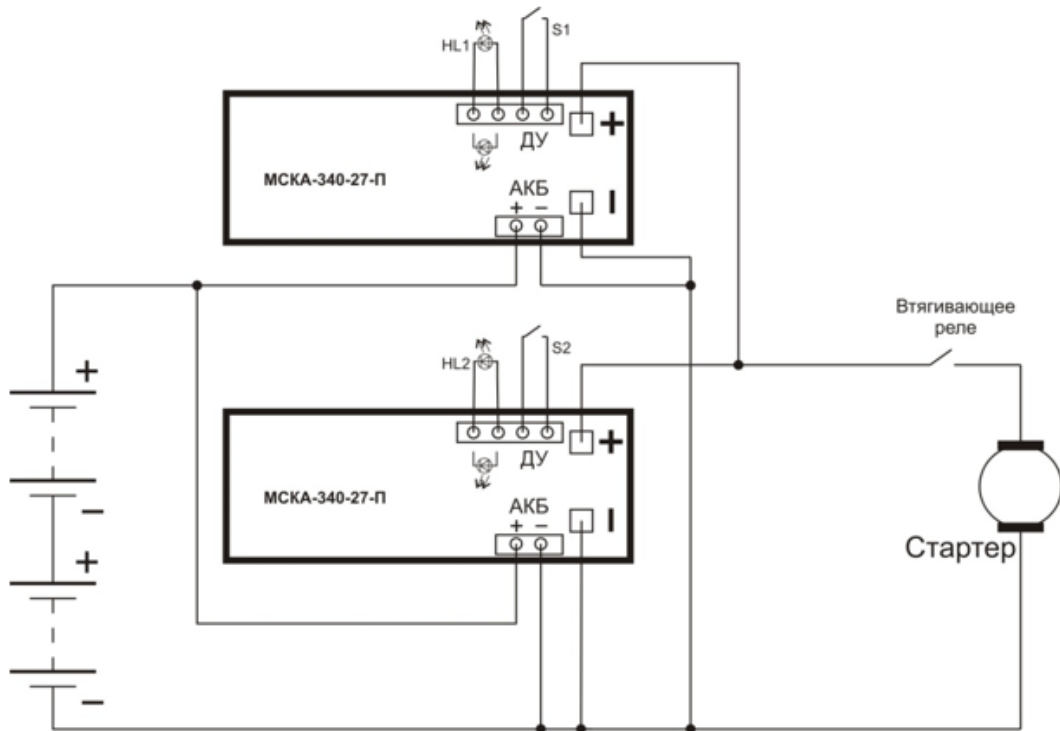 HL1
S1
+
ДУ
МСКА-340-27-П
АКБ
+ −
−
Втягивающее
реле
HL2
S2
+
+
ДУ
МСКА-340-27-П
−
АКБ
+ −
−
+
Стартер
−